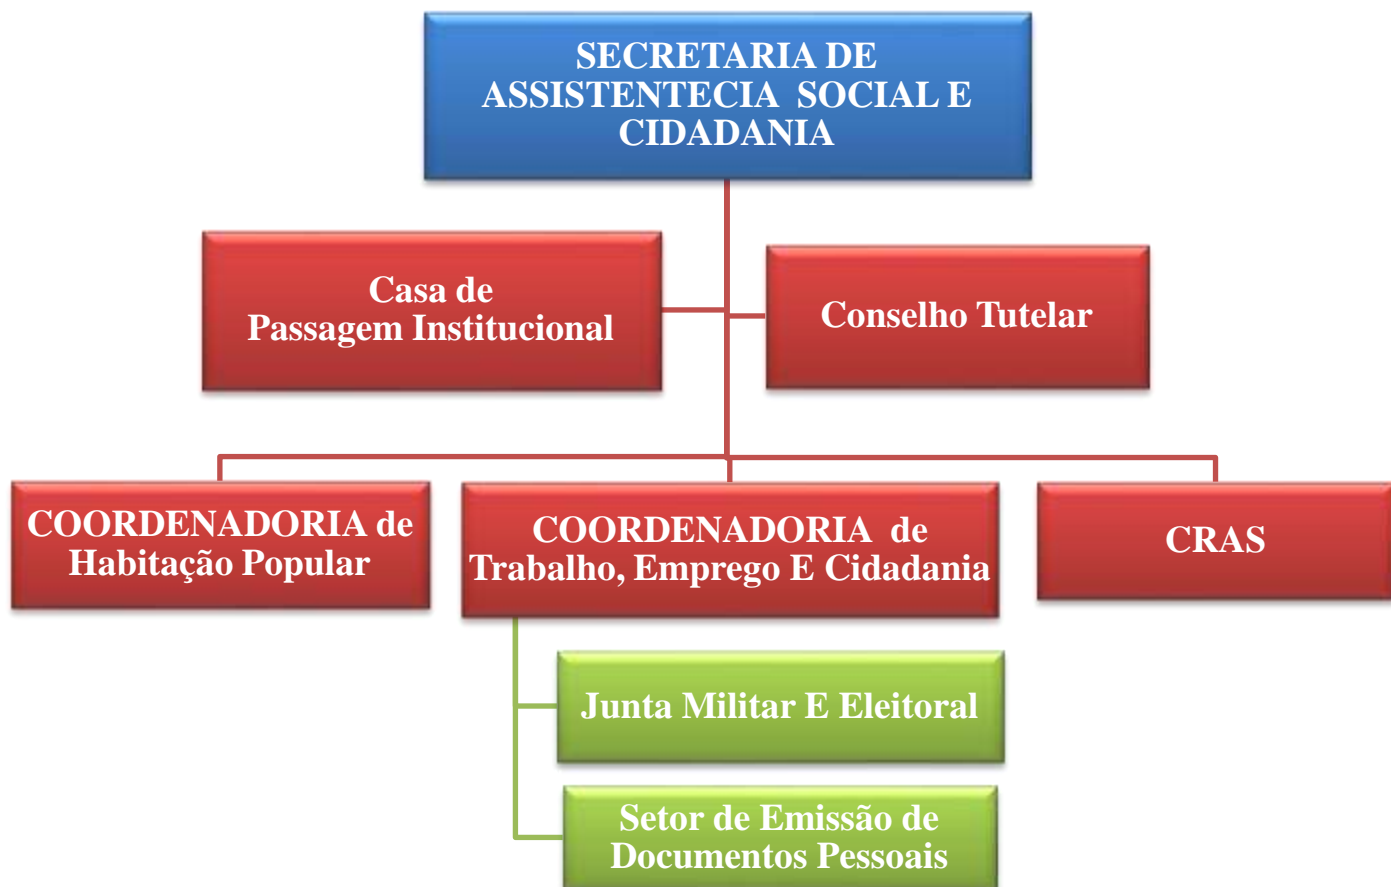 SECRETARIA DE
ASSISTENTECIA SOCIAL E
CIDADANIA
Casa de
Passagem Institucional
Conselho Tutelar
COORDENADORIA de
Habitação Popular
COORDENADORIA de
Trabalho, Emprego E Cidadania
CRAS
Junta Militar E Eleitoral
Setor de Emissão de
Documentos Pessoais